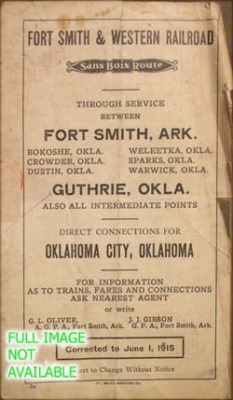 FORT SMITH & WESTERN RAILROAD
Sans Bois Route
THROUGH SERVICE
BETWEEN
FORT SMITH, ARK.
BOKOSHE, OKLA. WELEETKA, OKLA.
CROWDER, OKLA. SPARKS, OKLA.
DUSTIN, OKLA. WARWICK, OKLA.
GUTHRIE, OKLA.
ALSO ALL INTERMEDIATE POINTS
DIRECT CONNECTIONS FOR
OKLAHOMA CITY, OKLAHOMA
FOR INFORMATION
AS TO TRAINS, FARES AND CONNECTIONS
ASK NEAREST AGENT
or write
G. L. OLIVER, J. J. GIBSON
A. G. P. A., Fort Smith, Ark. G. P. A., Fort Smith, Ark.
Corrected to June 1, 1915
to Change Without Notice
FULL IMAGE
NOT
AVAILABLE